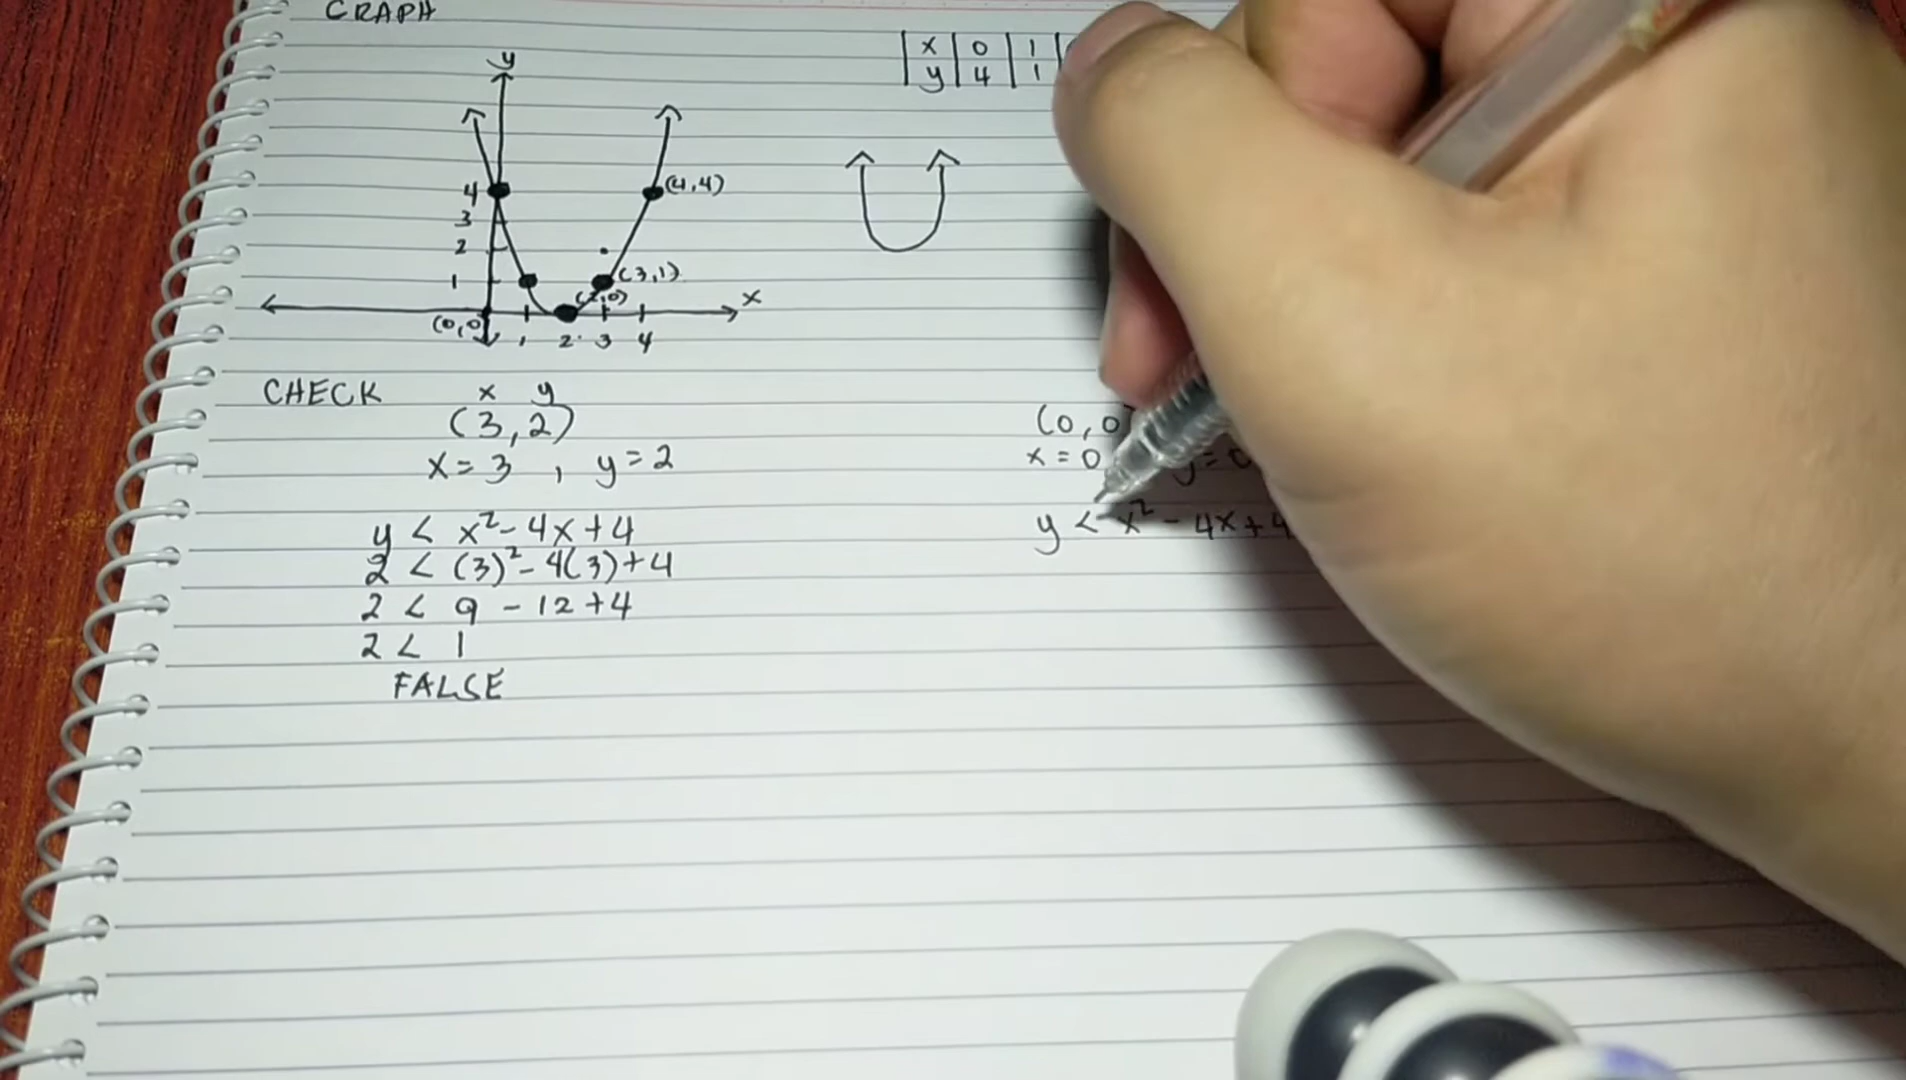 GRAPH
x 0 1
y 4 1
y
4 (4,4)
3
2
1 (3,1)
(2,0) x
(0,0)
1 2 3 4
CHECK x y
(3,2)
x=3 , y=2
y < x²-4x+4
2 < (3)²-4(3)+4
2 < 9 -12+4
2 < 1
FALSE
(0,0
x = 0 y=0
y < x² - 4x+4